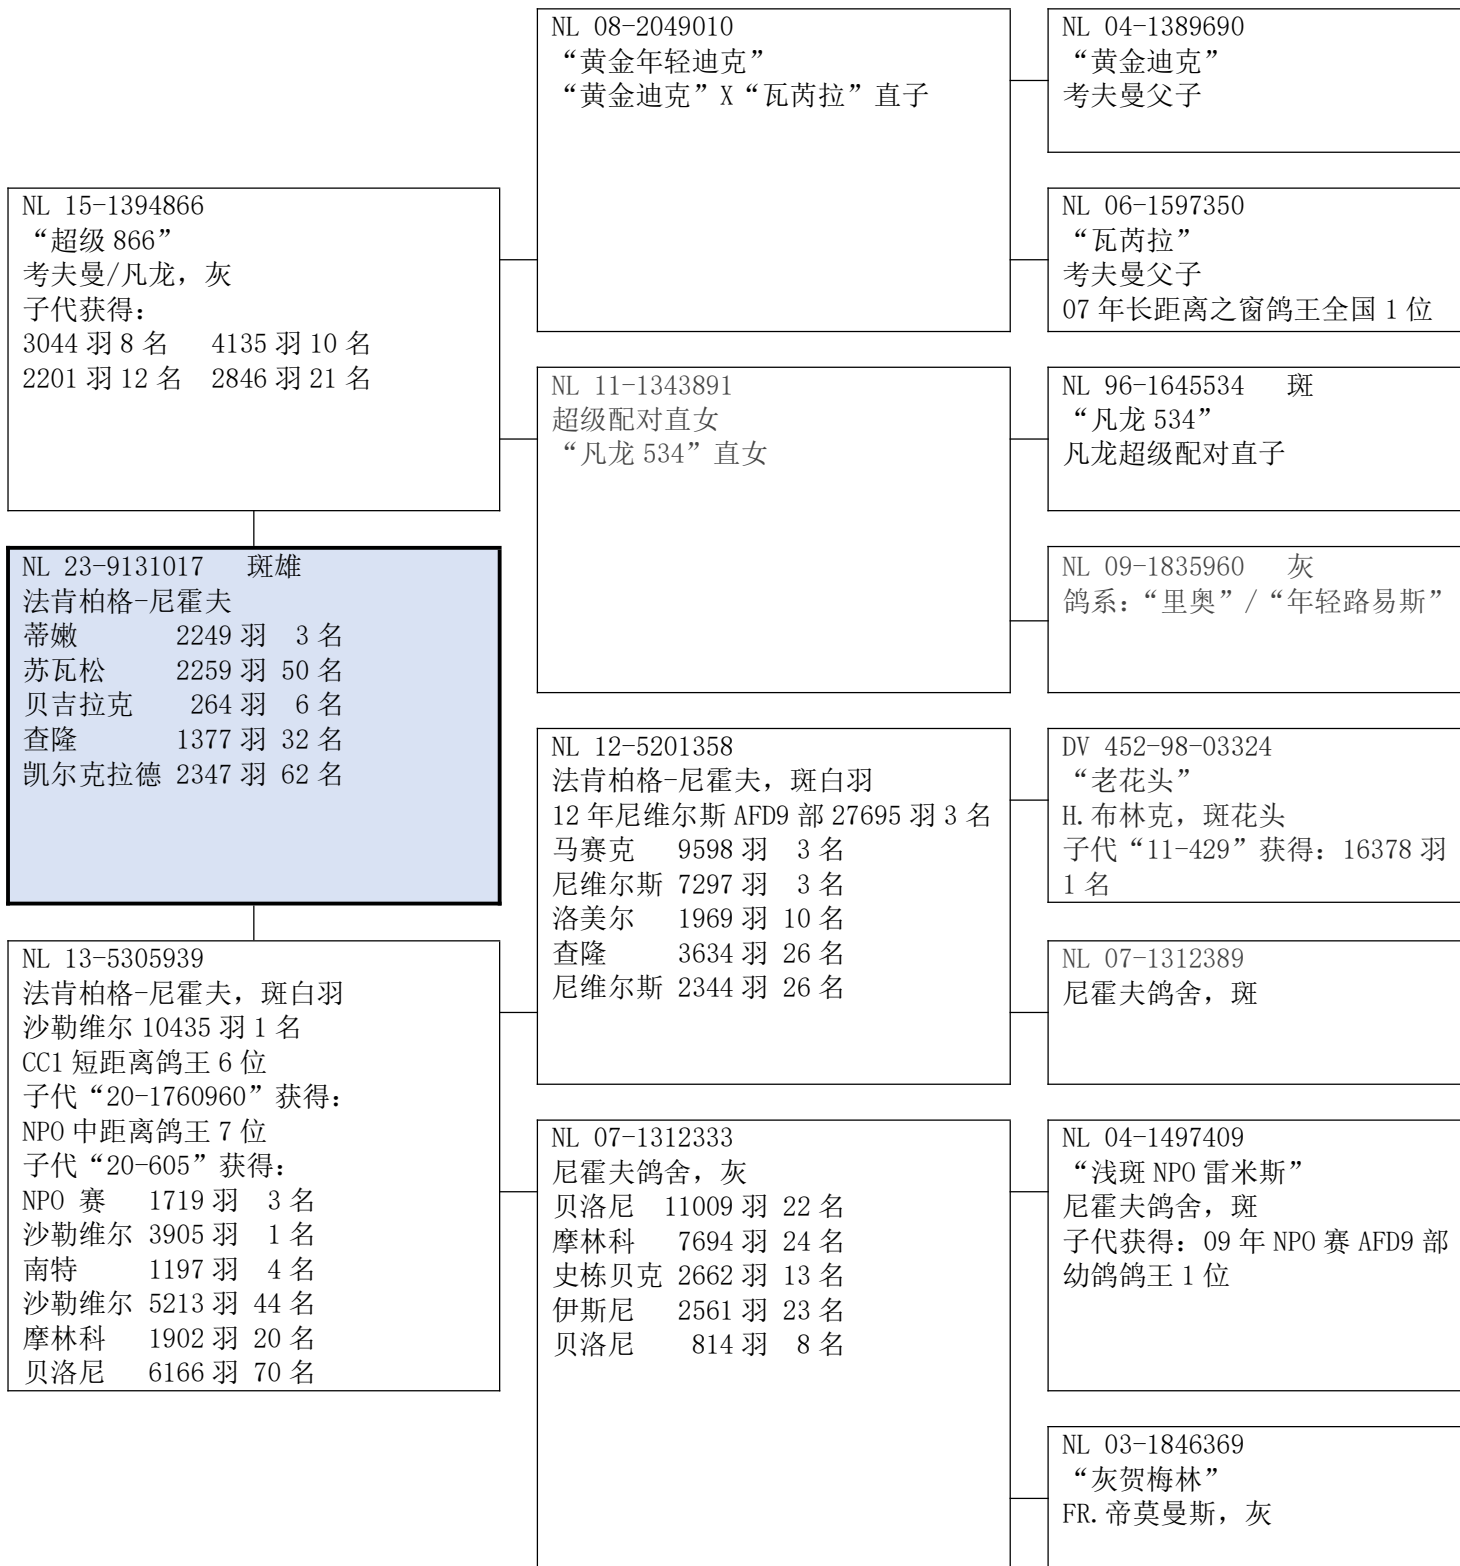 NL 15-1394866
“超级 866”
考夫曼/凡龙，灰
子代获得：
3044 羽 8 名 4135 羽 10 名
2201 羽 12 名 2846 羽 21 名
NL 23-9131017 斑雄
法肯柏格-尼霍夫
蒂嫩 2249 羽 3 名
苏瓦松 2259 羽 50 名
贝吉拉克 264 羽 6 名
查隆 1377 羽 32 名
凯尔克拉德 2347 羽 62 名
NL 13-5305939
法肯柏格-尼霍夫，斑白羽
沙勒维尔 10435 羽 1 名
CC1 短距离鸽王 6 位
子代“20-1760960”获得：
NPO 中距离鸽王 7 位
子代“20-605”获得：
NPO 赛 1719 羽 3 名
沙勒维尔 3905 羽 1 名
南特 1197 羽 4 名
沙勒维尔 5213 羽 44 名
摩林科 1902 羽 20 名
贝洛尼 6166 羽 70 名
NL 08-2049010
“黄金年轻迪克”
“黄金迪克”X“瓦芮拉”直子
NL 11-1343891
超级配对直女
“凡龙 534”直女
NL 12-5201358
法肯柏格-尼霍夫，斑白羽
12 年尼维尔斯 AFD9 部 27695 羽 3 名
马赛克 9598 羽 3 名
尼维尔斯 7297 羽 3 名
洛美尔 1969 羽 10 名
查隆 3634 羽 26 名
尼维尔斯 2344 羽 26 名
NL 07-1312333
尼霍夫鸽舍，灰
贝洛尼 11009 羽 22 名
摩林科 7694 羽 24 名
史栋贝克 2662 羽 13 名
伊斯尼 2561 羽 23 名
贝洛尼 814 羽 8 名
NL 04-1389690
“黄金迪克”
考夫曼父子
NL 06-1597350
“瓦芮拉”
考夫曼父子
07 年长距离之窗鸽王全国 1 位
NL 96-1645534 斑
“凡龙 534”
凡龙超级配对直子
NL 09-1835960 灰
鸽系：“里奥”/“年轻路易斯”
DV 452-98-03324
“老花头”
H.布林克，斑花头
子代“11-429”获得：16378 羽
1 名
NL 07-1312389
尼霍夫鸽舍，斑
NL 04-1497409
“浅斑 NPO 雷米斯”
尼霍夫鸽舍，斑
子代获得：09 年 NPO 赛 AFD9 部
幼鸽鸽王 1 位
NL 03-1846369
“灰贺梅林”
FR.帝莫曼斯，灰